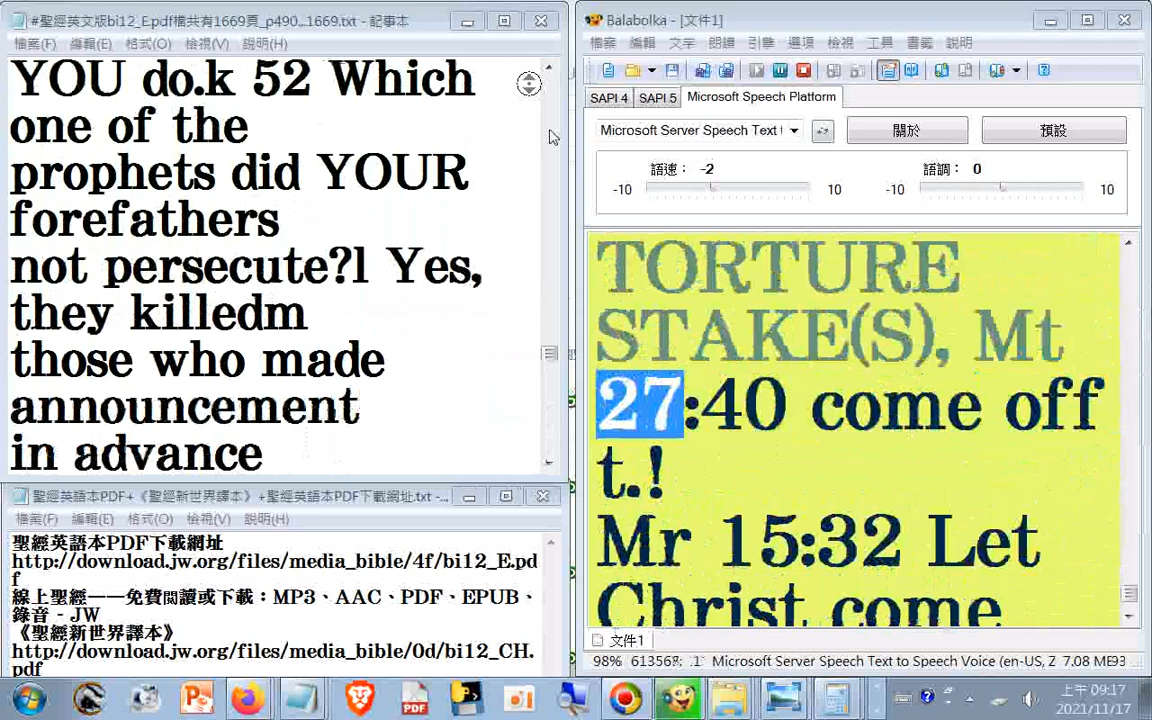 #聖經英文版bi12_E.pdf檔共有1669頁_p490...1669.txt - 記事本
檔案(F) 編輯(E) 格式(O) 檢視(V) 說明(H)
YOU do.k 52 Which
one of the
prophets did YOUR
forefathers
not persecute?l Yes,
they killedm
those who made
announcement
in advance
聖經英語本PDF+《聖經新世界譯本》+聖經英語本PDF下載網址.txt -...
檔案(F) 編輯(E) 格式(O) 檢視(V) 說明(H)
聖經英語本PDF下載網址
http://download.jw.org/files/media_bible/4f/bi12_E.pd
f
線上聖經——免費閱讀或下載：MP3、AAC、PDF、EPUB、
錄音 - JW
《聖經新世界譯本》
http://download.jw.org/files/media_bible/0d/bi12_CH.
pdf
Balabolka - [文件1]
檔案 編輯 文字 朗讀 引擎 選項 檢視 工具 書籤 說明
SAPI 4 SAPI 5 Microsoft Speech Platform
Microsoft Server Speech Text 關於 預設
語速： -2 語調： 0
-10 10 -10 10
TORTURE
STAKE(S), Mt
27:40 come off
t.!
Mr 15:32 Let
Christ come
文件1
98% Microsoft Server Speech Text to Speech Voice (en-US, Z 7.08 ME93
PDF
上午 09:17
2021/11/17